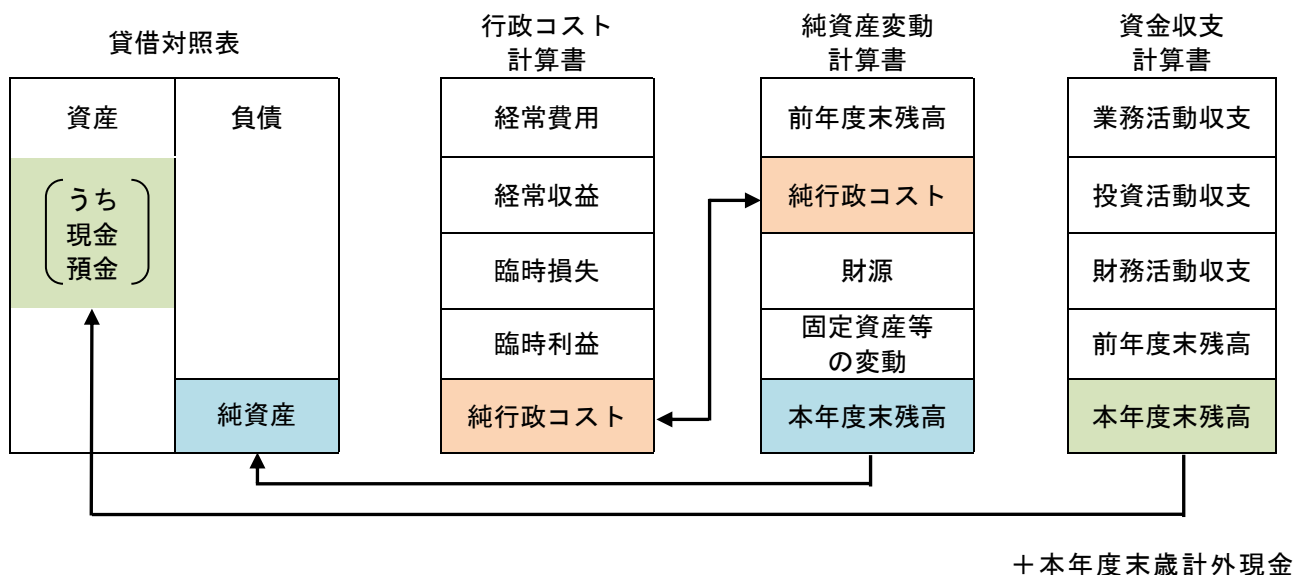 貸借対照表
資産
負債
うち
現金
預金
純資産
行政コスト
計算書
経常費用
経常収益
臨時損失
臨時利益
純行政コスト
純資産変動
計算書
前年度末残高
純行政コスト
財源
固定資産等
の変動
本年度末残高
資金収支
計算書
業務活動収支
投資活動収支
財務活動収支
前年度末残高
本年度末残高
＋本年度末歳計外現金